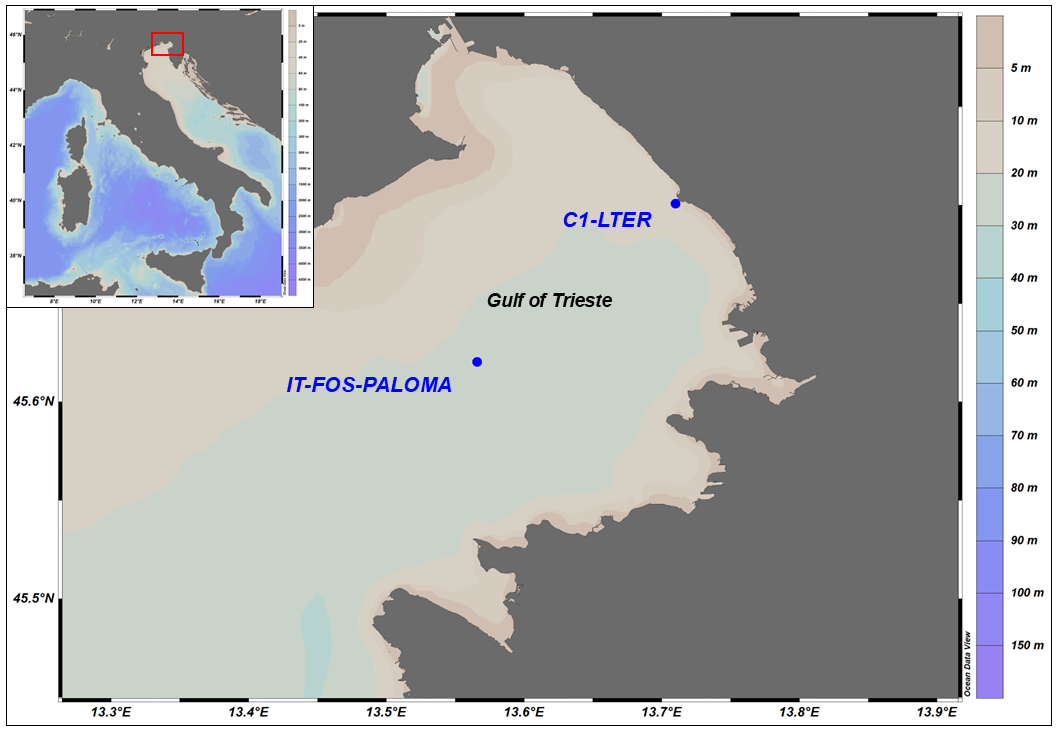 46°N
44°N
42°N
40°N
38°N
8°E 10°E 12°E 14°E 16°E 18°E
C1-LTER
Gulf of Trieste
IT-FOS-PALOMA
45.6°N
45.5°N
13.3°E 13.4°E 13.5°E 13.6°E 13.7°E 13.8°E 13.9°E
Ocean Data View
5 m
10 m
20 m
30 m
40 m
50 m
60 m
70 m
80 m
90 m
100 m
150 m